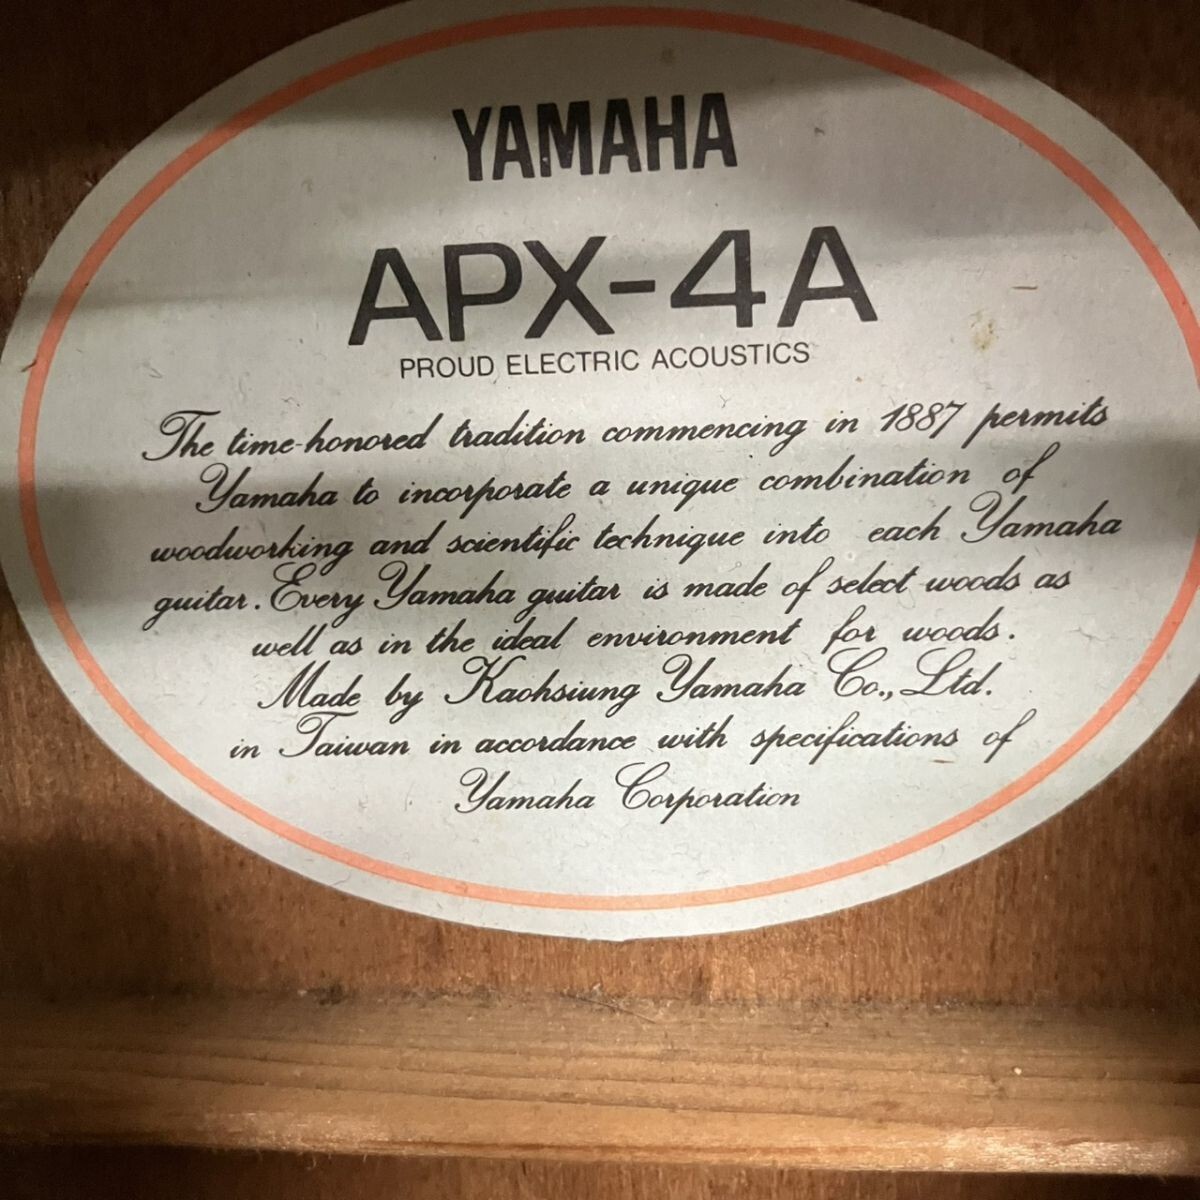 YAMAHA
APX-4A
PROUD ELECTRIC ACOUSTICS
The time-honored tradition commencing in 1887 permits
Yamaha to incorporate a unique combination of
woodworking and scientific technique into each Yamaha
guitar. Every Yamaha guitar is made of select woods as
well as in the ideal environment for woods.
Made by Kaohsiung Yamaha Co., Ltd.
in Taiwan in accordance with specifications of
Yamaha Corporation